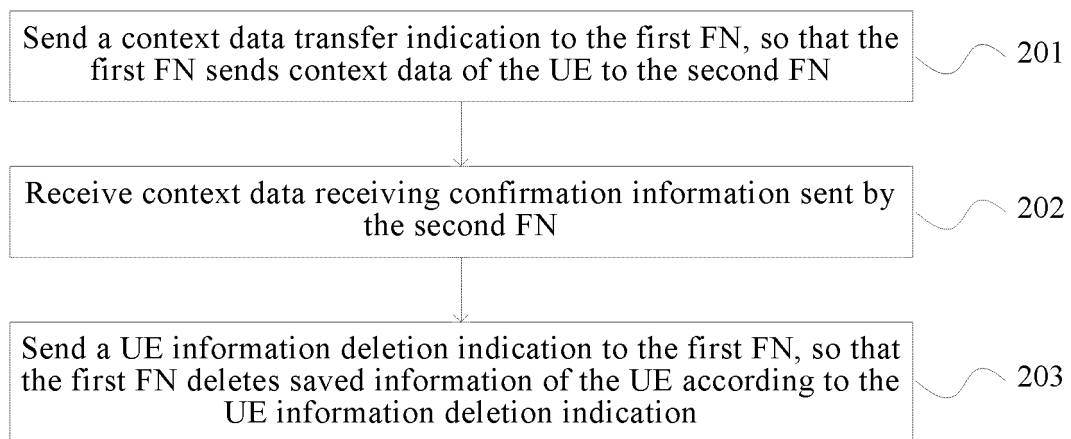 Send a context data transfer indication to the first FN, so that the
first FN sends context data of the UE to the second FN
201
Receive context data receiving confirmation information sent by
the second FN
202
Send a UE information deletion indication to the first FN, so that
the first FN deletes saved information of the UE according to the
UE information deletion indication
203